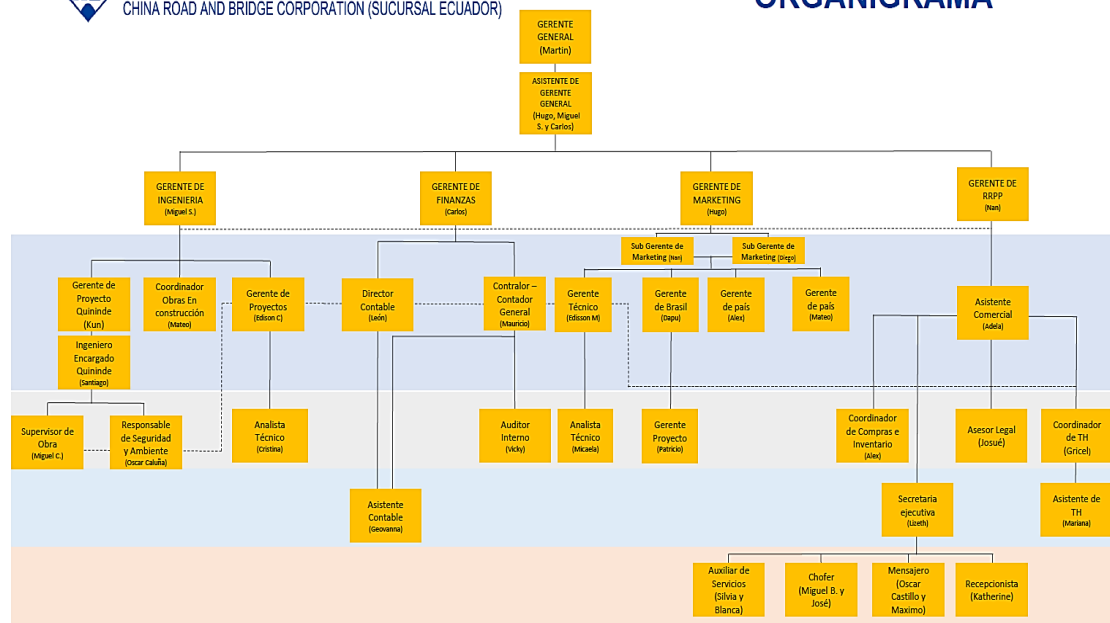 CHINA ROAD AND BRIDGE CORPORATION (SUCURSAL ECUADOR)
ORGANIGRAMA
GERENTE
GENERAL
(Martin)
ASISTENTE DE
GERENTE
GENERAL
(Hugo, Miguel
S. y Carlos)
GERENTE DE
INGENIERIA
(Miguel S.)
GERENTE DE
FINANZAS
(Carlos)
GERENTE DE
MARKETING
(Hugo)
GERENTE DE
RRPP
(Nan)
Sub Gerente de
Marketing (Nan)
Sub Gerente de
Marketing (Diego)
Gerente de
Proyecto
Quininde
(Kun)
Coordinador
Obras En
construcción
(Mateo)
Gerente de
Proyectos
(Edison C)
Director
Contable
(León)
Contralor –
Contador
General
(Mauricio)
Gerente
Técnico
(Edisson M)
Gerente
de Brasil
(Dapu)
Gerente
de país
(Alex)
Gerente
de país
(Mateo)
Asistente
Comercial
(Adela)
Ingeniero
Encargado
Quininde
(Santiago)
Supervisor de
Obra
(Miguel C.)
Responsable
de Seguridad
y Ambiente
(Oscar Caluña)
Analista
Técnico
(Cristina)
Auditor
Interno
(Vicky)
Analista
Técnico
(Micaela)
Gerente
Proyecto
(Patricio)
Coordinador
de Compras e
Inventario
(Alex)
Asesor Legal
(Josué)
Coordinador
de TH
(Gricel)
Asistente
Contable
(Geovanna)
Secretaria
ejecutiva
(Lizeth)
Asistente de
TH
(Mariana)
Auxiliar de
Servicios
(Silvia y
Blanca)
Chofer
(Miguel B. y
José)
Mensajero
(Oscar
Castillo y
Maximo)
Recepcionista
(Katherine)